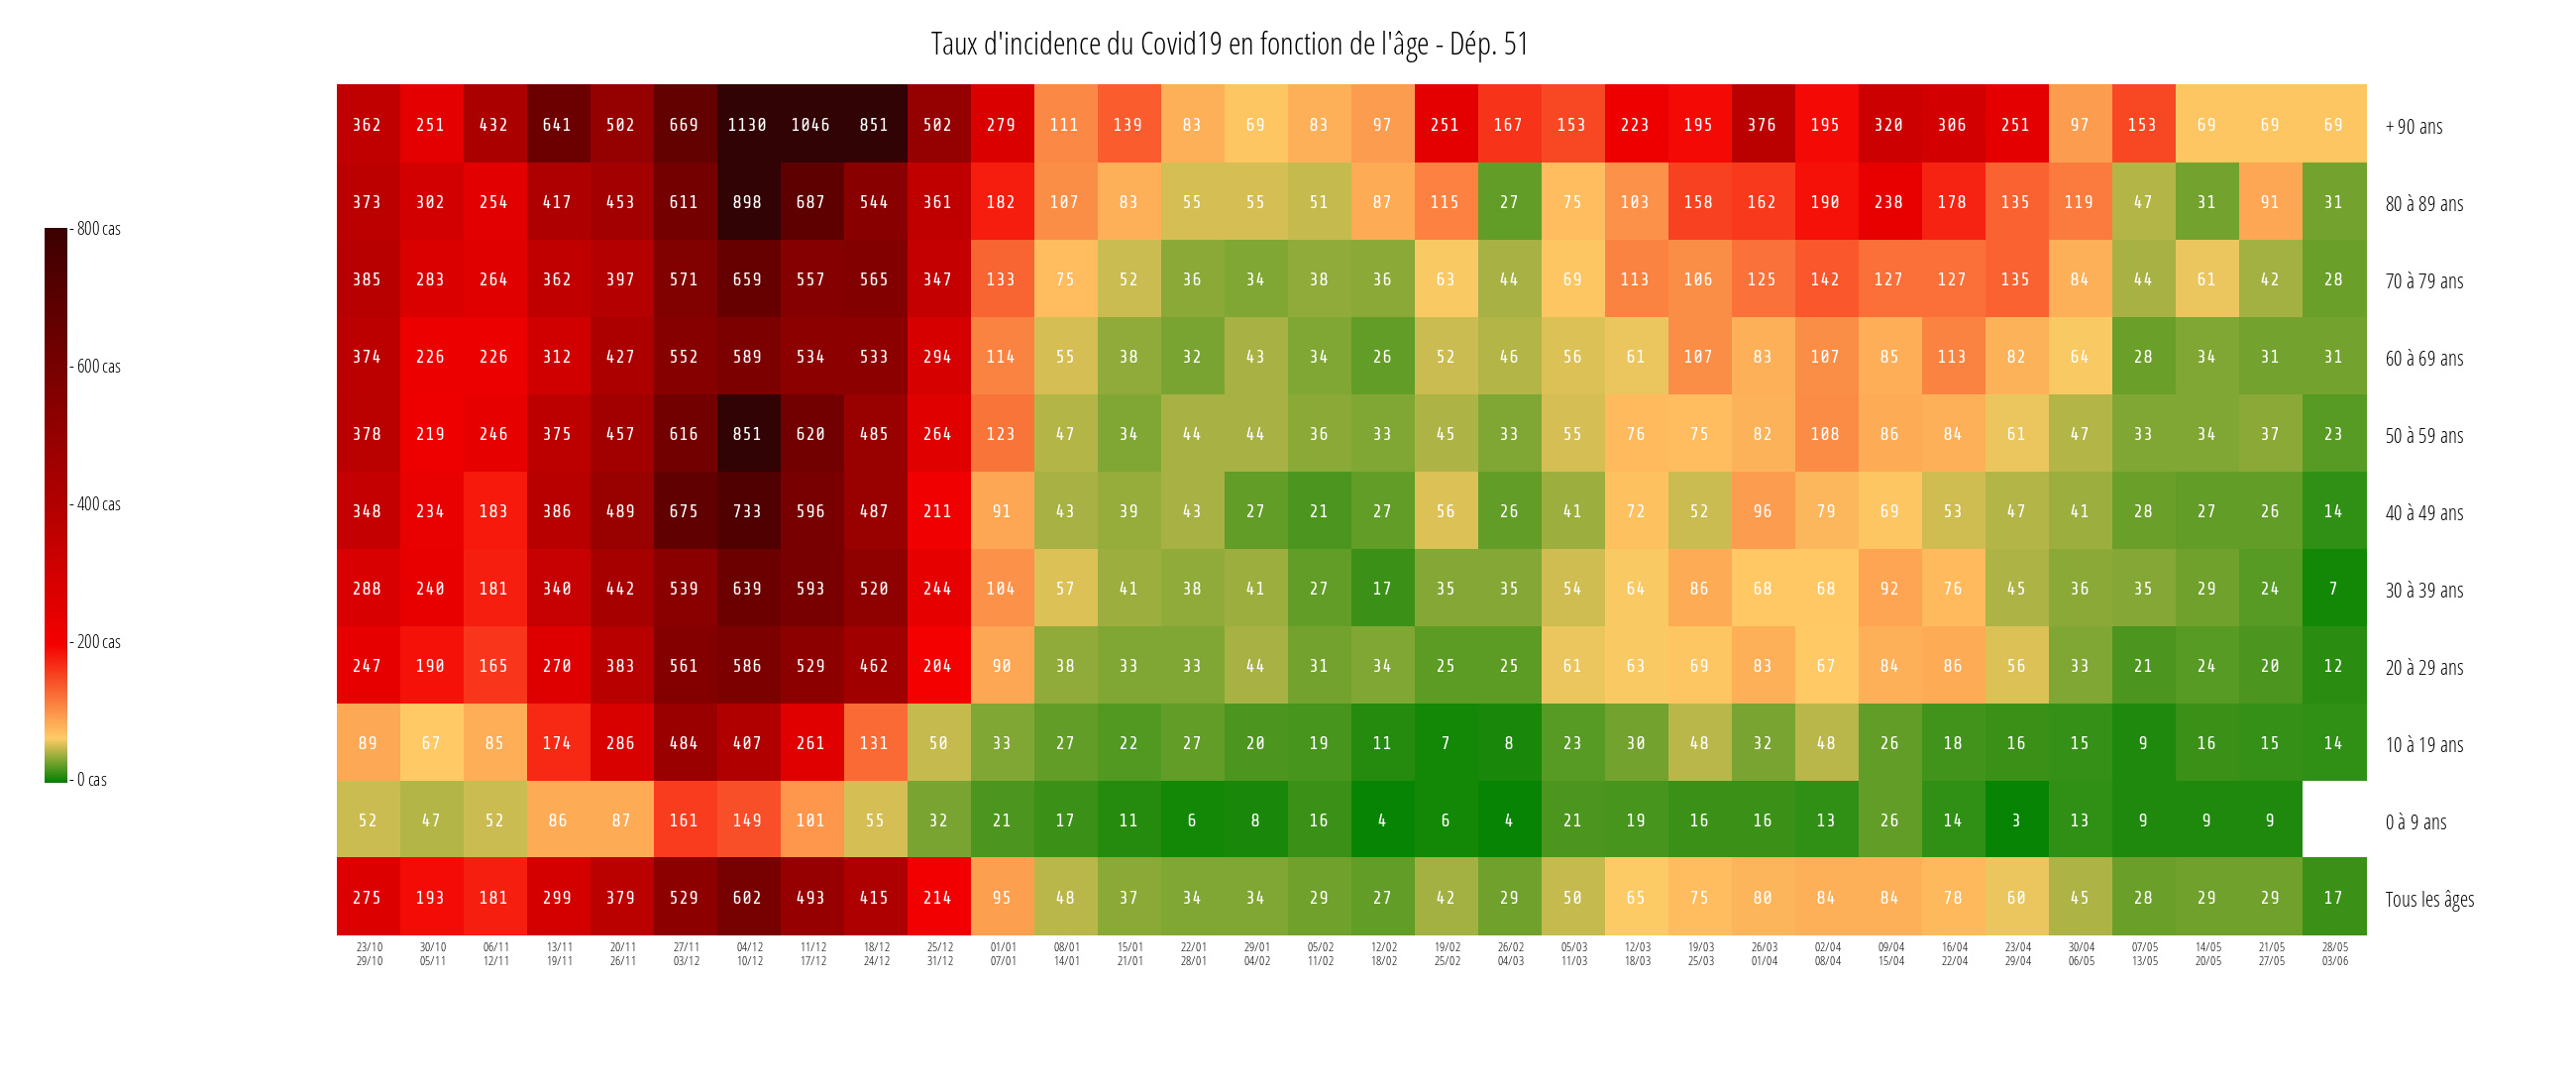 Taux d'incidence du Covid19 en fonction de l'âge - Dép. 51
362 251 432 641 502 669 1130 1046 851 502 279 111 139 83 69 83 97 251 167 153 223 195 376 195 320 306 251 97 153 69 69 69 + 90 ans
373 302 254 417 453 611 898 687 544 361 182 107 83 55 55 51 87 115 27 75 103 158 162 190 238 178 135 119 47 31 91 31 80 à 89 ans
- 800 cas
385 283 264 362 397 571 659 557 565 347 133 75 52 36 34 38 36 63 44 69 113 106 125 142 127 127 135 84 44 61 42 28 70 à 79 ans
374 226 226 312 427 552 589 534 533 294 114 55 38 32 43 34 26 52 46 56 61 107 83 107 85 113 82 64 28 34 31 31 60 à 69 ans
- 600 cas
378 219 246 375 457 616 851 620 485 264 123 47 34 44 44 36 33 45 33 55 76 75 82 108 86 84 61 47 33 34 37 23 50 à 59 ans
- 400 cas
348 234 183 386 489 675 733 596 487 211 91 43 39 43 27 21 27 56 26 41 72 52 96 79 69 53 47 41 28 27 26 14 40 à 49 ans
288 240 181 340 442 539 639 593 520 244 104 57 41 38 41 27 17 35 35 54 64 86 68 68 92 76 45 36 35 29 24 7 30 à 39 ans
- 200 cas
247 190 165 270 383 561 586 529 462 204 90 38 33 33 44 31 34 25 25 61 63 69 83 67 84 86 56 33 21 24 20 12 20 à 29 ans
89 67 85 174 286 484 407 261 131 50 33 27 22 27 20 19 11 7 8 23 30 48 32 48 26 18 16 15 9 16 15 14 10 à 19 ans
- 0 cas
52 47 52 86 87 161 149 101 55 32 21 17 11 6 8 16 4 6 4 21 19 16 16 13 26 14 3 13 9 9 9 0 à 9 ans
275 193 181 299 379 529 602 493 415 214 95 48 37 34 34 29 27 42 29 50 65 75 80 84 84 78 60 45 28 29 29 17 Tous les âges
23/10 30/10 06/11 13/11 20/11 27/11 04/12 11/12 18/12 25/12 01/01 08/01 15/01 22/01 29/01 05/02 12/02 19/02 26/02 05/03 12/03 19/03 26/03 02/04 09/04 16/04 23/04 30/04 07/05 14/05 21/05 28/05
29/10 05/11 12/11 19/11 26/11 03/12 10/12 17/12 24/12 31/12 07/01 14/01 21/01 28/01 04/02 11/02 18/02 25/02 04/03 11/03 18/03 25/03 01/04 08/04 15/04 22/04 29/04 06/05 13/05 20/05 27/05 03/06